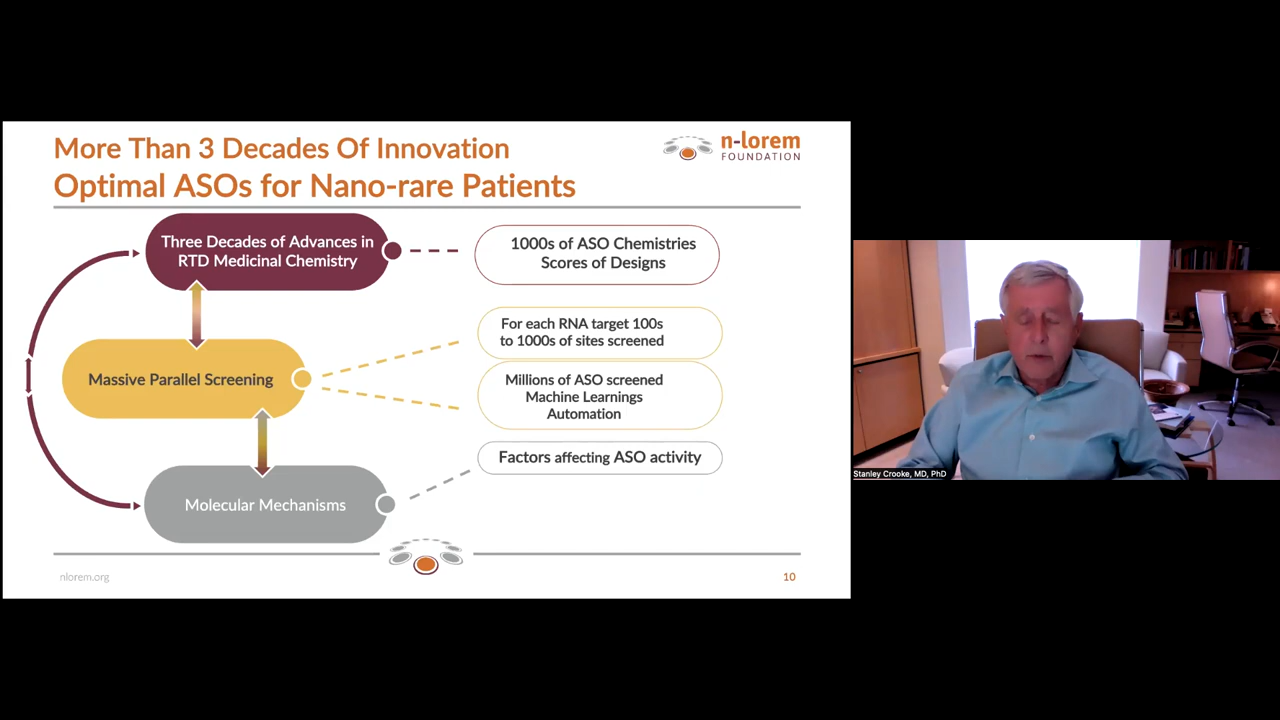 More Than 3 Decades Of Innovation
Optimal ASOs for Nano-rare Patients
n-lorem
FOUNDATION
Three Decades of Advances in
RTD Medicinal Chemistry
1000s of ASO Chemistries
Scores of Designs
Massive Parallel Screening
For each RNA target 100s
to 1000s of sites screened
Millions of ASO screened
Machine Learnings
Automation
Molecular Mechanisms
Factors affecting ASO activity
nlorem.org
10
Stanley Crooke, MD, PhD